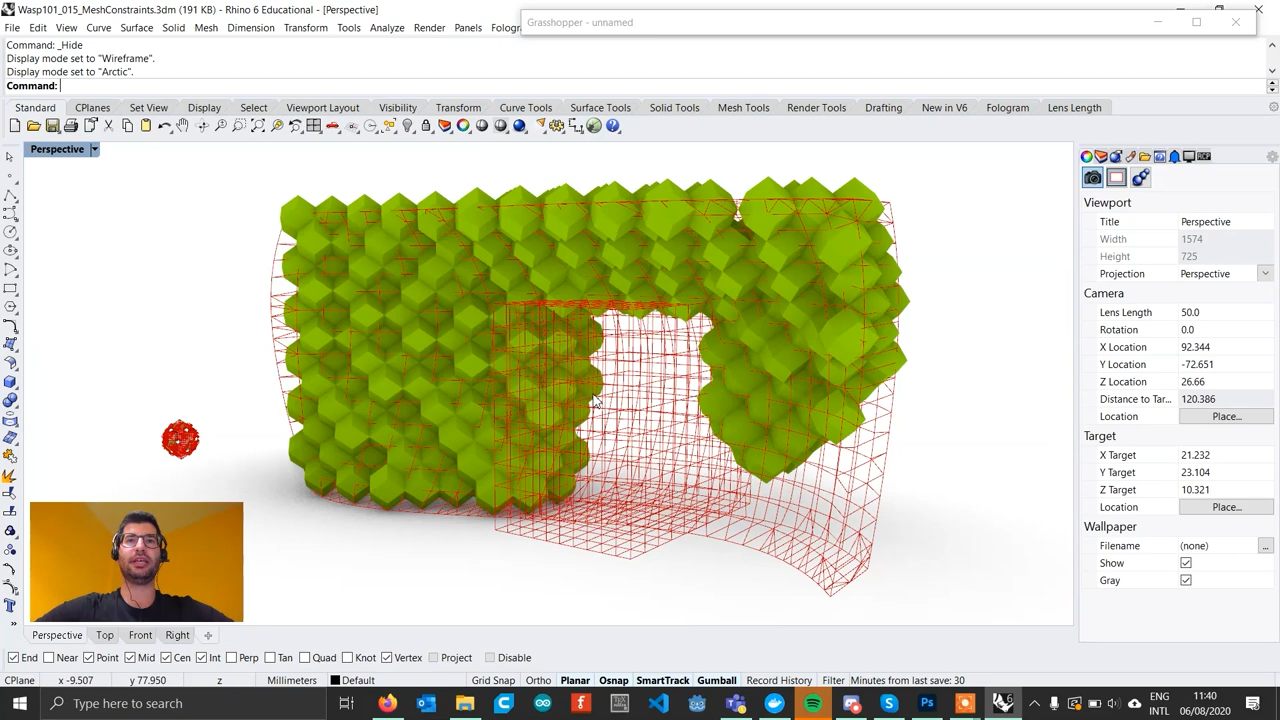 Wasp101_015_MeshConstraints.3dm (191 KB) - Rhino 6 Educational - [Perspective]
Grasshopper - unnamed
File Edit View Curve Surface Solid Mesh Dimension Transform Tools Analyze Render Panels Folog
Command: _Hide
Display mode set to "Wireframe".
Display mode set to "Arctic".
Command:
Standard CPlanes Set View Display Select Viewport Layout Visibility Transform Curve Tools Surface Tools Solid Tools Mesh Tools Render Tools Drafting New in V6 Fologram Lens Length
Perspective
Viewport
Title Perspective
Width 1574
Height 725
Projection Perspective
Camera
Lens Length 50.0
Rotation 0.0
X Location 92.344
Y Location -72.651
Z Location 26.66
Distance to Tar... 120.386
Location Place...
Target
X Target 21.232
Y Target 23.104
Z Target 10.321
Location Place...
Wallpaper
Filename (none) ...
Show
Gray
Perspective Top Front Right
End Near Point Mid Cen Int Perp Tan Quad Knot Vertex Project Disable
CPlane x -9.507 y 77.950 z Millimeters Default Grid Snap Ortho Planar Osnap SmartTrack Gumball Record History Filter Minutes from last save: 30
Type here to search
ENG
INTL
11:40
06/08/2020